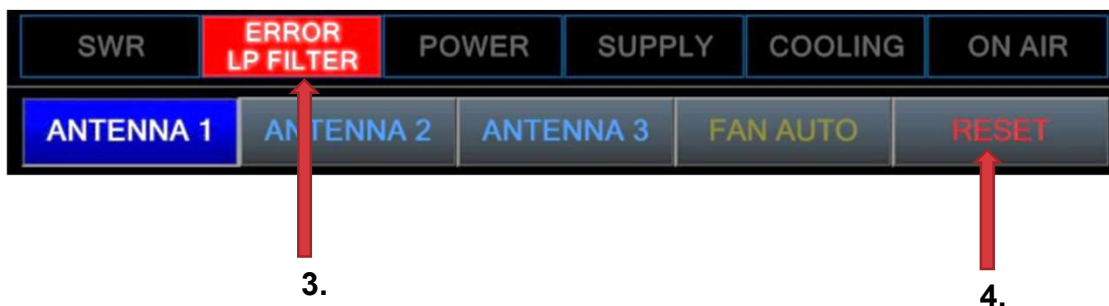 SWR ERROR LP FILTER POWER SUPPLY COOLING ON AIR
ANTENNA 1 ANTENNA 2 ANTENNA 3 FAN AUTO RESET
3. 4.